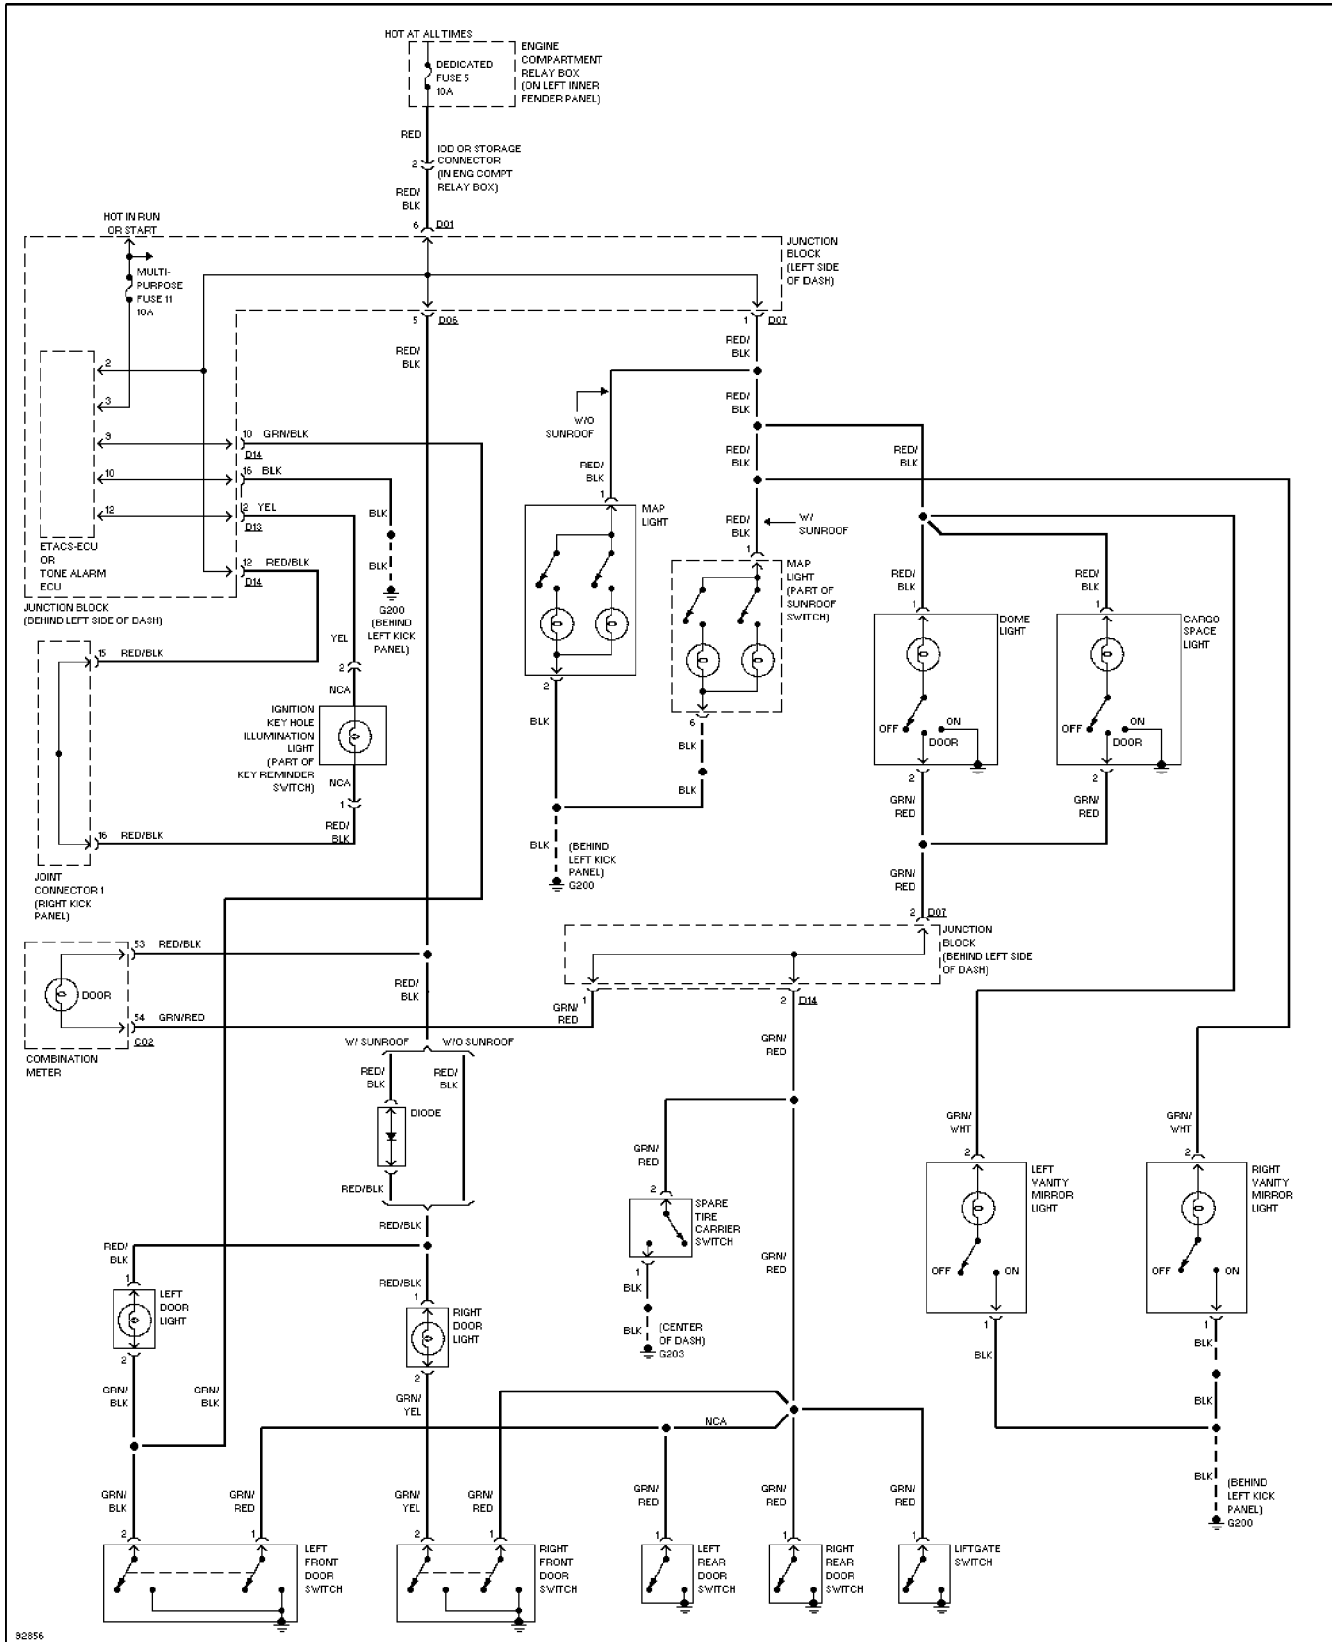 HOT AT ALL TIMES
DEDICATED
FUSE 5
10A
ENGINE
COMPARTMENT
RELAY BOX
(ON LEFT INNER
FENDER PANEL)
RED
2
IOD OR STORAGE
CONNECTOR
(IN ENG COMPT
RELAY BOX)
RED/
BLK
6 D01
HOT IN RUN
OR START
MULTI-
PURPOSE
FUSE 11
10A
JUNCTION
BLOCK
(LEFT SIDE
OF DASH)
5 D06
1 D07
RED/
BLK
RED/
BLK
2
3
9
10
12
10 GRN/BLK
D14
16 BLK
2 YEL
D13
12 RED/BLK
D14
ETACS-ECU
OR
TONE ALARM
ECU
JUNCTION BLOCK
(BEHIND LEFT SIDE OF DASH)
BLK
BLK
G200
(BEHIND
LEFT KICK
PANEL)
W/O
SUNROOF
RED/
BLK
RED/
BLK
RED/
BLK
RED/
BLK
1
MAP
LIGHT
RED/
BLK
W/
SUNROOF
1
MAP
LIGHT
(PART OF
SUNROOF
SWITCH)
RED/
BLK
RED/
BLK
1
1
DOME
LIGHT
CARGO
SPACE
LIGHT
OFF
ON
DOOR
OFF
ON
DOOR
2
2
GRN/
RED
GRN/
RED
GRN/
RED
15 RED/BLK
YEL
2
NCA
IGNITION
KEY HOLE
ILLUMINATION
LIGHT
(PART OF
KEY REMINDER
SWITCH)
NCA
1
RED/
BLK
16 RED/BLK
JOINT
CONNECTOR 1
(RIGHT KICK
PANEL)
2
BLK
6
BLK
BLK
BLK
(BEHIND
LEFT KICK
PANEL)
G200
2 D07
JUNCTION
BLOCK
(BEHIND LEFT SIDE
OF DASH)
53 RED/BLK
DOOR
54 GRN/RED
C02
COMBINATION
METER
RED/
BLK
1
GRN/
RED
2 D14
GRN/
RED
W/ SUNROOF
W/O SUNROOF
RED/
BLK
RED/
BLK
DIODE
RED/BLK
RED/BLK
GRN/
RED
2
SPARE
TIRE
CARRIER
SWITCH
1
BLK
BLK
(CENTER
OF DASH)
G203
GRN/
RED
GRN/
WHT
2
LEFT
VANITY
MIRROR
LIGHT
OFF
ON
1
BLK
GRN/
WHT
2
RIGHT
VANITY
MIRROR
LIGHT
OFF
ON
1
BLK
BLK
BLK
(BEHIND
LEFT KICK
PANEL)
G200
RED/
BLK
1
LEFT
DOOR
LIGHT
2
GRN/
BLK
GRN/
BLK
RED/BLK
1
RIGHT
DOOR
LIGHT
2
GRN/
YEL
NCA
GRN/
BLK
GRN/
RED
GRN/
YEL
GRN/
RED
GRN/
RED
GRN/
RED
GRN/
RED
2
1
2
1
1
1
1
LEFT
FRONT
DOOR
SWITCH
RIGHT
FRONT
DOOR
SWITCH
LEFT
REAR
DOOR
SWITCH
RIGHT
REAR
DOOR
SWITCH
LIFTGATE
SWITCH
92856